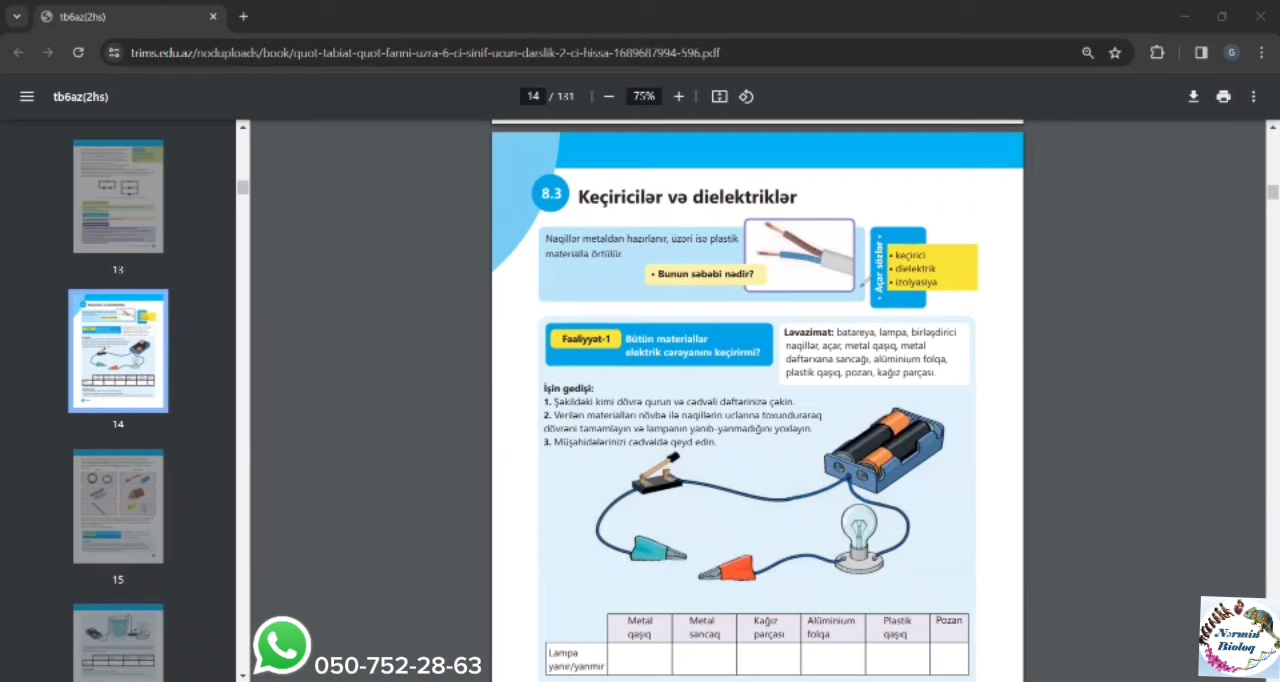 tb6az(2hs)
trims.edu.az/noduploads/book/quot-tabiat-quot-fanni-uzra-6-ci-sinif-ucun-darslik-2-ci-hissa-1689687994-596.pdf
G
tb6az(2hs)
14 / 131
75%
13
14
15
8.3
Keçiricilər və dielektriklər
Naqillər metaldan hazırlanır, üzəri isə plastik
materialla örtülür.
• Bunun səbəbi nədir?
• Açar sözlər •
• keçirici
• dielektrik
• izolyasiya
Fəaliyyət-1
Bütün materiallar
elektrik cərəyanını keçirirmi?
Ləvazimat: batareya, lampa, birləşdirici
naqillər, açar, metal qaşıq, metal
dəftərxana sancağı, alüminium folqa,
plastik qaşıq, pozan, kağız parçası.
İşin gedişi:
1. Şəkildəki kimi dövrə qurun və cədvəli dəftərinizə çəkin.
2. Verilən materialları növbə ilə naqillərin uclarına toxunduraraq
dövrəni tamamlayın və lampanın yanıb-yanmadığını yoxlayın.
3. Müşahidələrinizi cədvəldə qeyd edin.
Metal qaşıq
Metal sancaq
Kağız parçası
Alüminium folqa
Plastik qaşıq
Pozan
Lampa
yanır/yanmır
050-752-28-63
Nərmin
Bioloq